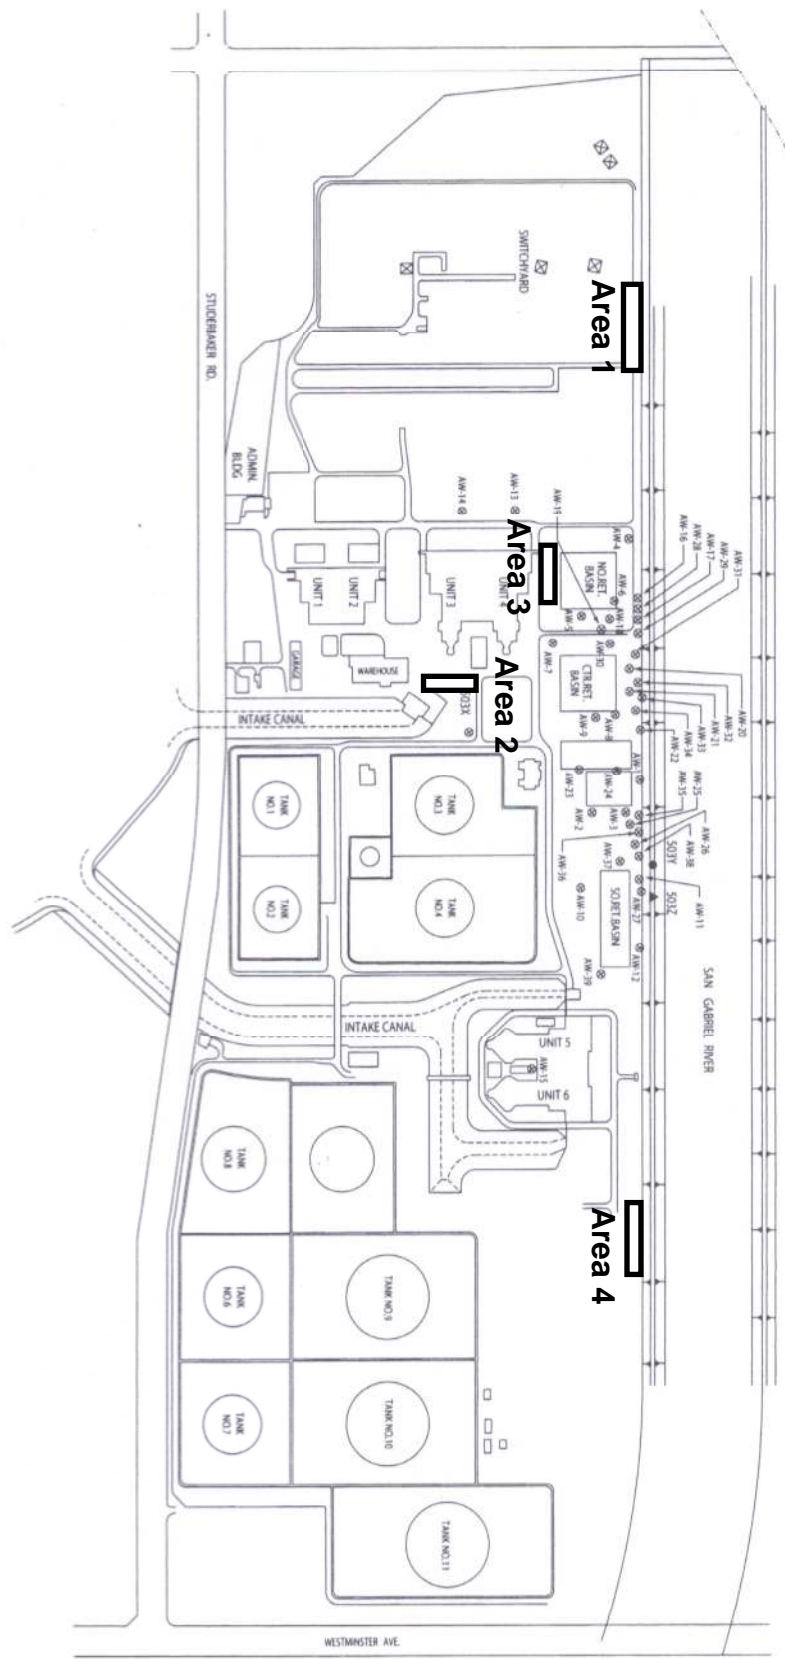 SWITCHYARD
Area 1
STUDEBAKER RD.
ADMIN.
BLDG
AW-14
AW-13
AW-4
AW-16
AW-28
AW-17
AW-29
AW-31
Area 3
NO.RET.
BASIN
AW-6
AW-5
UNIT 1
UNIT 2
UNIT 3
UNIT 4
GARAGE
WAREHOUSE
AW-7
AW-30
CTR.RET.
BASIN
AW-20
AW-32
AW-21
AW-33
AW-34
AW-22
Area 2
503X
INTAKE CANAL
AW-9
AW-8
AW-1
AW-23
AW-24
AW-25
AW-35
AW-2
AW-3
AW-26
AW-38
AW-36
AW-37
503Y
503Z
AW-10
AW-27
AW-11
SO.RET.BASIN
AW-12
AW-39
TANK
NO.1
TANK
NO.2
TANK
NO.3
TANK
NO.4
SAN GABRIEL RIVER
INTAKE CANAL
UNIT 5
AW-15
UNIT 6
Area 4
TANK
NO.8
TANK
NO.6
TANK NO.9
TANK
NO.7
TANK NO.10
TANK NO.11
WESTMINSTER AVE.